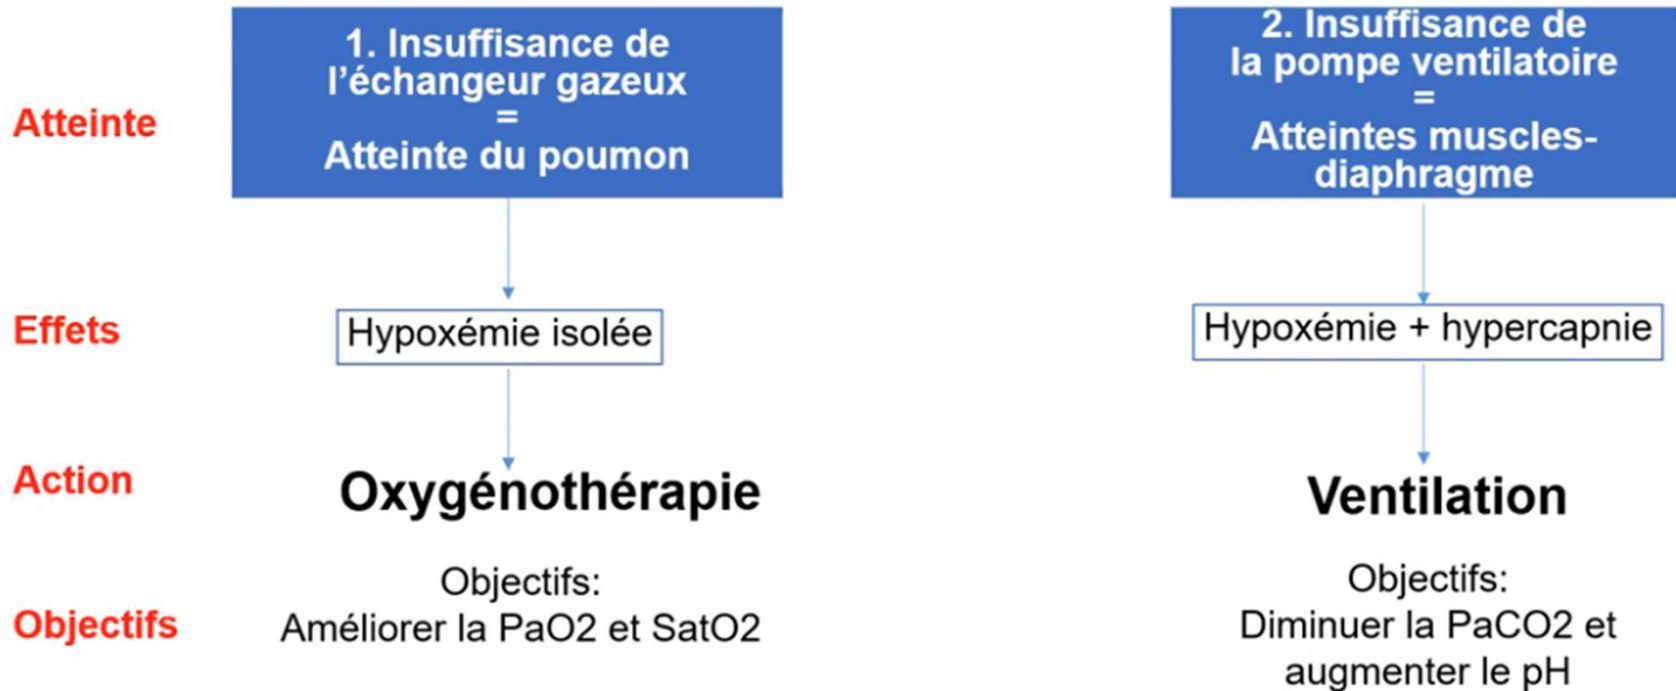 Atteinte
1. Insuffisance de
l'échangeur gazeux
=
Atteinte du poumon
2. Insuffisance de
la pompe ventilatoire
=
Atteintes muscles-
diaphragme
Effets
Hypoxémie isolée
Hypoxémie + hypercapnie
Action
Oxygénothérapie
Ventilation
Objectifs
Objectifs:
Améliorer la PaO2 et SatO2
Objectifs:
Diminuer la PaCO2 et
augmenter le pH